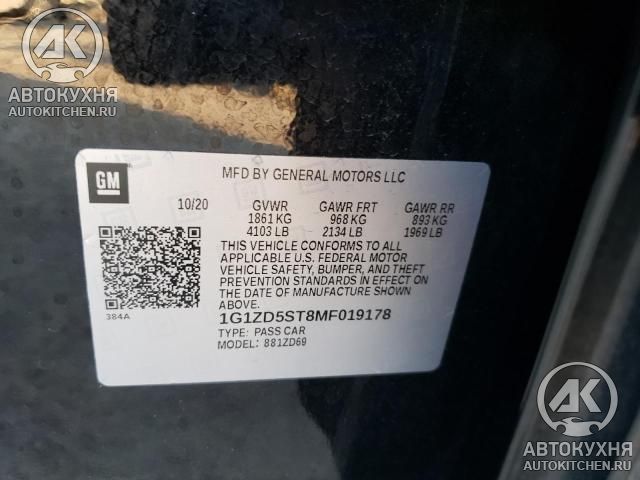 AK
АВТОКУХНЯ
AUTOKITCHEN.RU
GM
MFD BY GENERAL MOTORS LLC
10/20 GVWR GAWR FRT GAWR RR
1861 KG 968 KG 893 KG
4103 LB 2134 LB 1969 LB
THIS VEHICLE CONFORMS TO ALL
APPLICABLE U.S. FEDERAL MOTOR
VEHICLE SAFETY, BUMPER, AND THEFT
PREVENTION STANDARDS IN EFFECT ON
THE DATE OF MANUFACTURE SHOWN
ABOVE.
384A
1G1ZD5ST8MF019178
TYPE: PASS CAR
MODEL: 881ZD69
AK
АВТОКУХНЯ
AUTOKITCHEN.RU